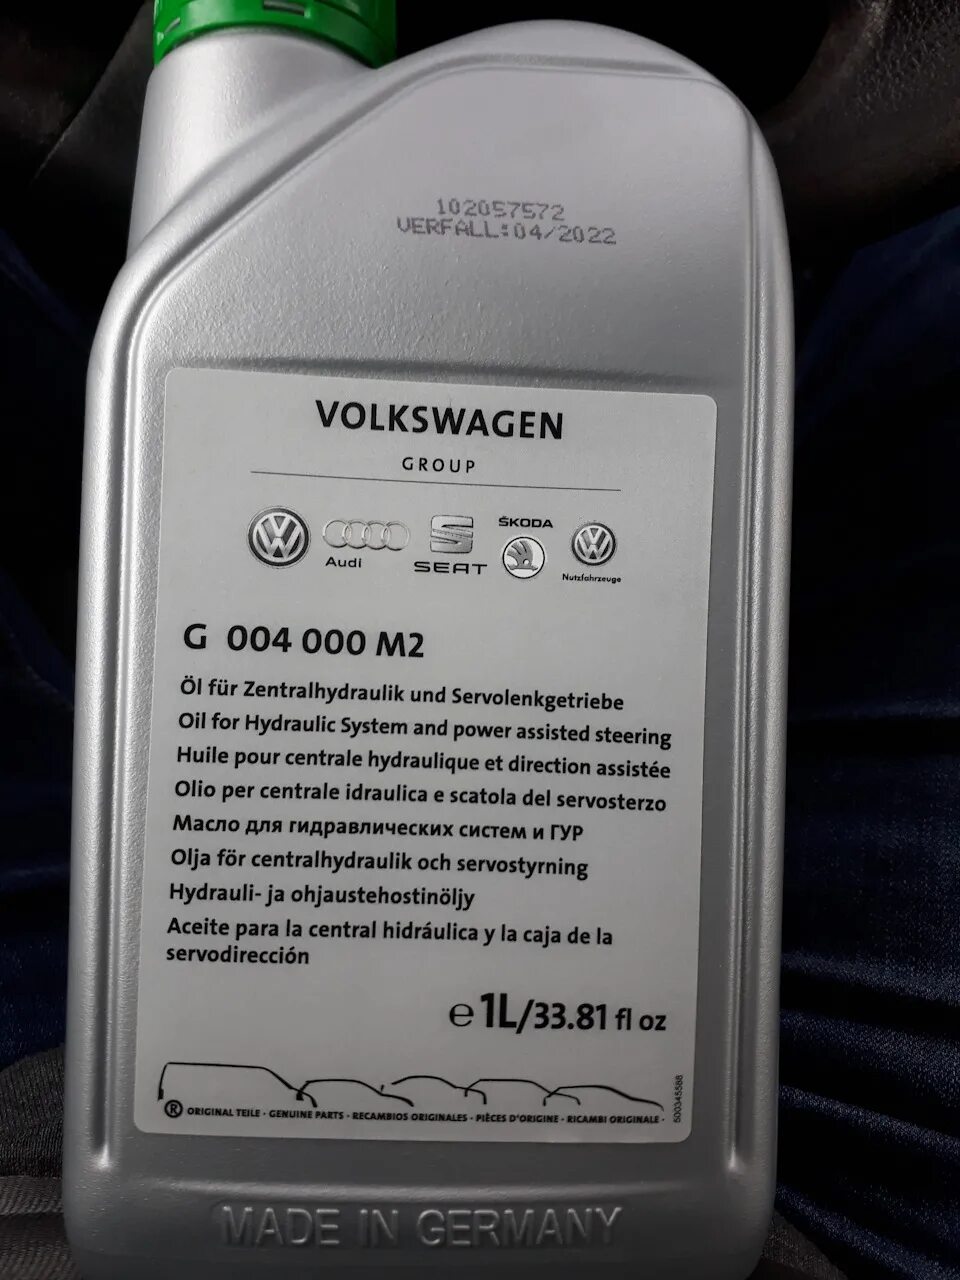 102057572
VERFALL:04/2022
VOLKSWAGEN
GROUP
Audi
SEAT
ŠKODA
Nutzfahrzeuge
G 004 000 M2
Öl für Zentralhydraulik und Servolenkgetriebe
Oil for Hydraulic System and power assisted steering
Huile pour centrale hydraulique et direction assistée
Olio per centrale idraulica e scatola del servosterzo
Масло для гидравлических систем и ГУР
Olja för centralhydraulik och servostyrning
Hydrauli- ja ohjaustehostinöljy
Aceite para la central hidráulica y la caja de la
servodirección
℮ 1L/33.81 fl oz
® ORIGINAL TEILE · GENUINE PARTS · RECAMBIOS ORIGINALES · PIÈCES D'ORIGINE · RICAMBI ORIGINALE ·
500345588
MADE IN GERMANY